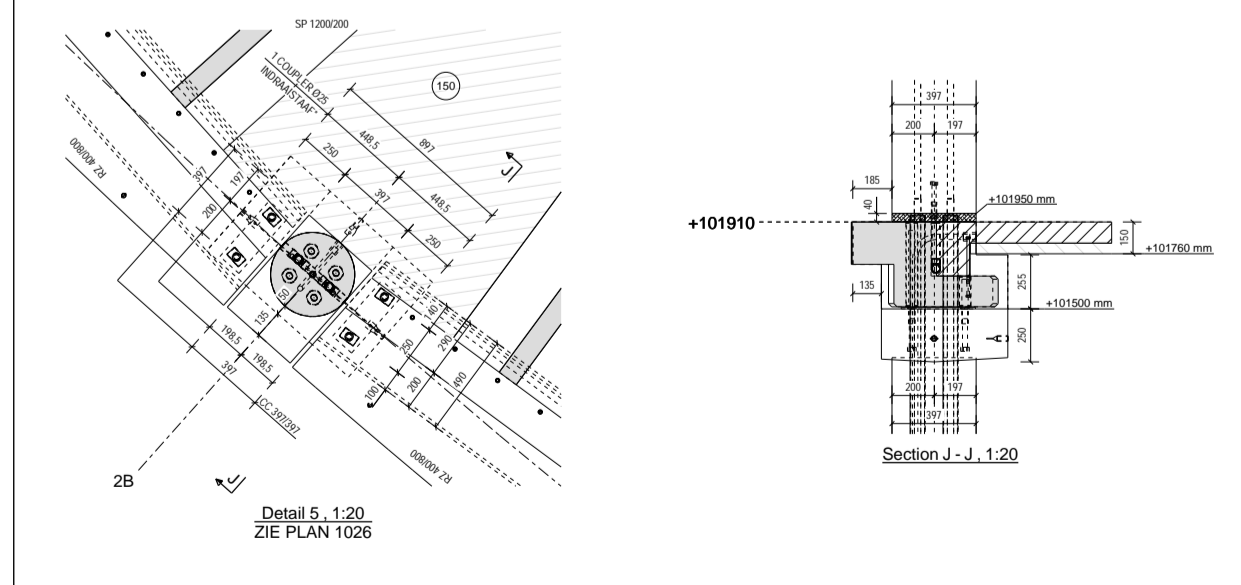 SP 1200/200
1 COUPLER Ø25
INDRAAISTAAF*
150
897
448.5
448.5
250
397
250
J
RZ 400/800
397
197
200
50
135
198.5
198.5
397
CC 397/397
140
290
490
250
200
100
RZ 400/800
2B
J
Detail 5 , 1:20
ZIE PLAN 1026
397
200
197
185
40
+101950 mm
+101910
150
+101760 mm
135
255
+101500 mm
250
200
197
397
Section J - J , 1:20